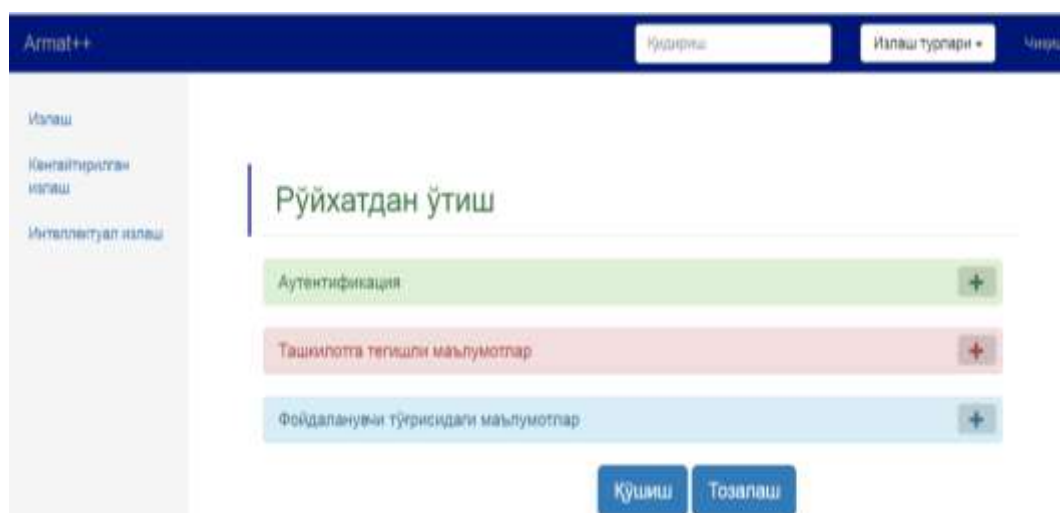 Armat++
Қидириш
Излаш турлари
Излаш
Кенгайтирилган
излаш
Интеллектуал излаш
Рўйхатдан ўтиш
Аутентификация
Ташкилотга тегишли маълумотлар
Фойдаланувчи тўғрисидаги маълумотлар
Қўшиш
Тозалаш